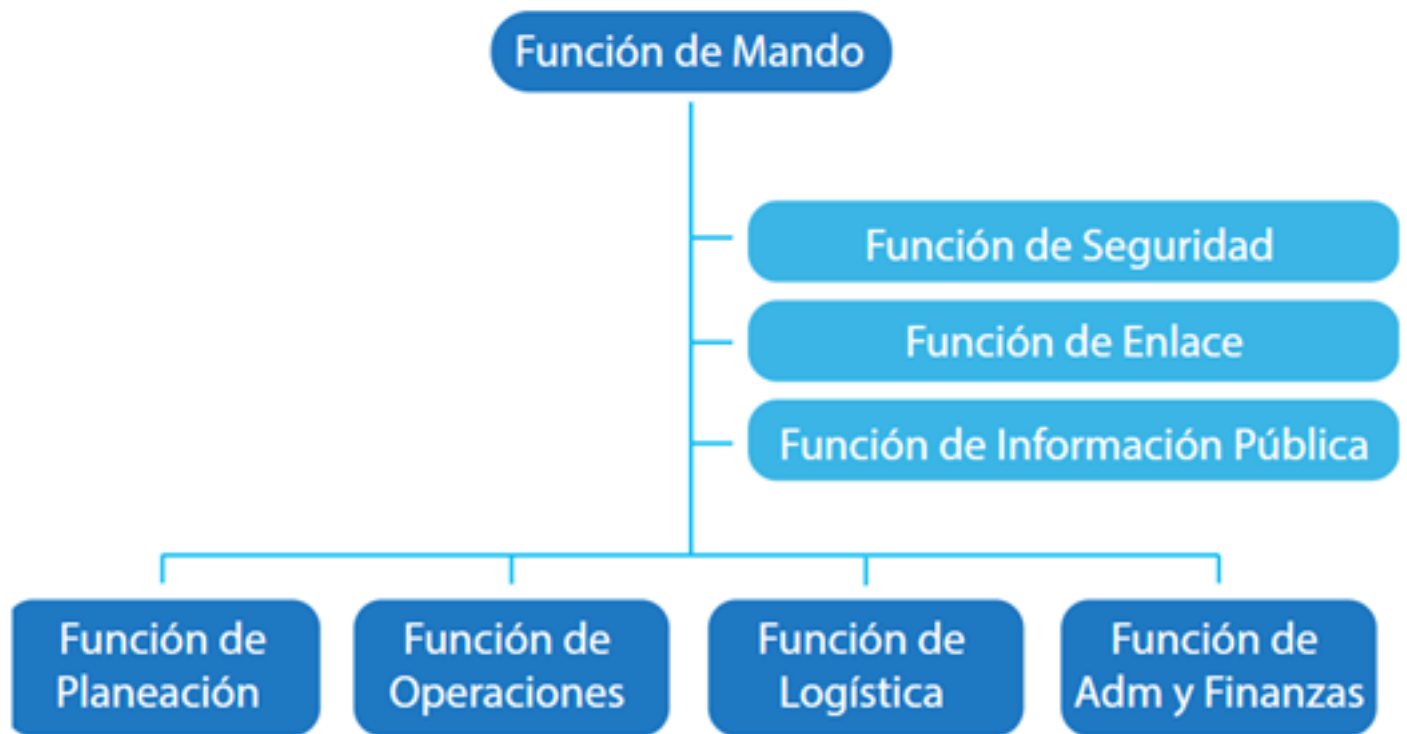 Función de Mando
Función de Seguridad
Función de Enlace
Función de Información Pública
Función de
Planeación
Función de
Operaciones
Función de
Logística
Función de
Adm y Finanzas